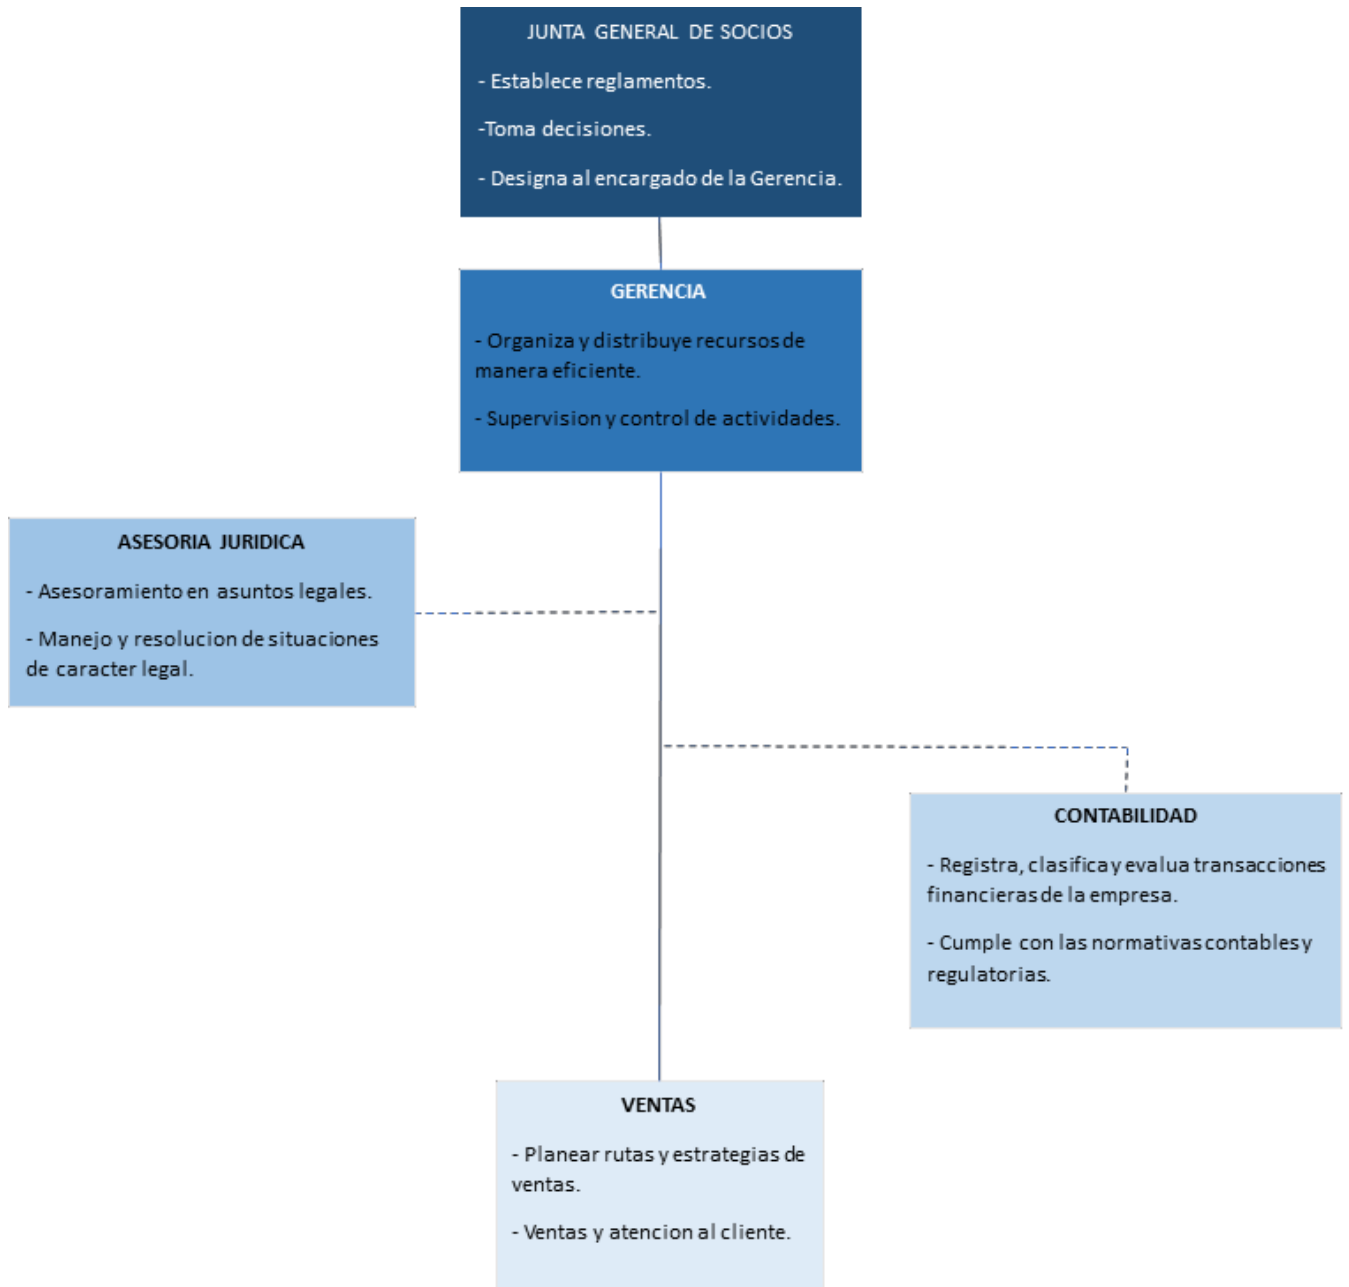 JUNTA GENERAL DE SOCIOS
- Establece reglamentos.
-Toma decisiones.
- Designa al encargado de la Gerencia.
GERENCIA
- Organiza y distribuye recursos de
manera eficiente.
- Supervision y control de actividades.
ASESORIA JURIDICA
- Asesoramiento en asuntos legales.
- Manejo y resolucion de situaciones
de caracter legal.
CONTABILIDAD
- Registra, clasifica y evalua transacciones
financieras de la empresa.
- Cumple con las normativas contables y
regulatorias.
VENTAS
- Planear rutas y estrategias de
ventas.
- Ventas y atencion al cliente.